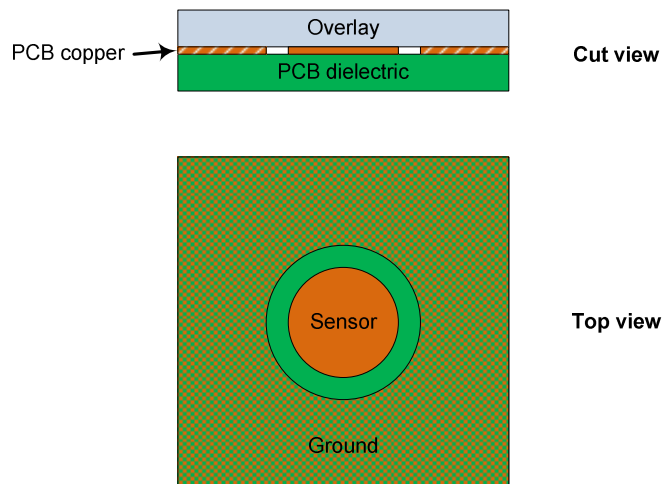 Overlay
PCB copper
Cut view
PCB dielectric
Sensor
Top view
Ground